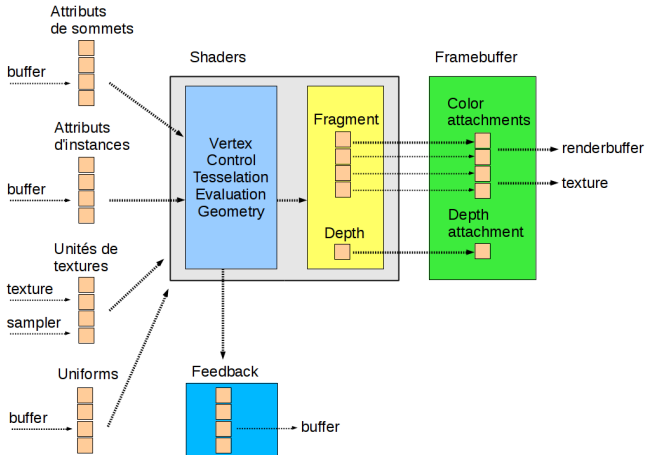 Attributs
de sommets
buffer
Attributs
d'instances
buffer
Unités de
textures
texture
sampler
Uniforms
buffer
Shaders
Vertex
Control
Tesselation
Evaluation
Geometry
Fragment
Depth
Feedback
buffer
Framebuffer
Color
attachments
Depth
attachment
renderbuffer
texture